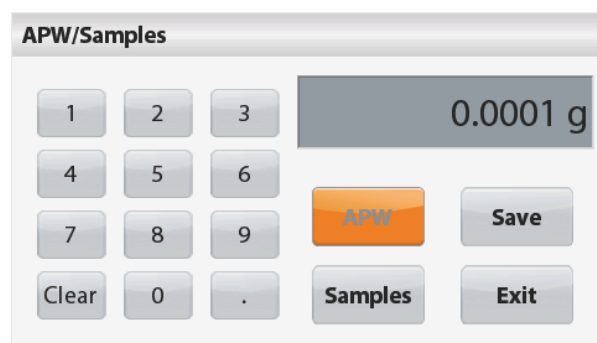 APW/Samples
1 2 3 0.0001 g
4 5 6
APW Save
7 8 9
Clear 0 . Samples Exit